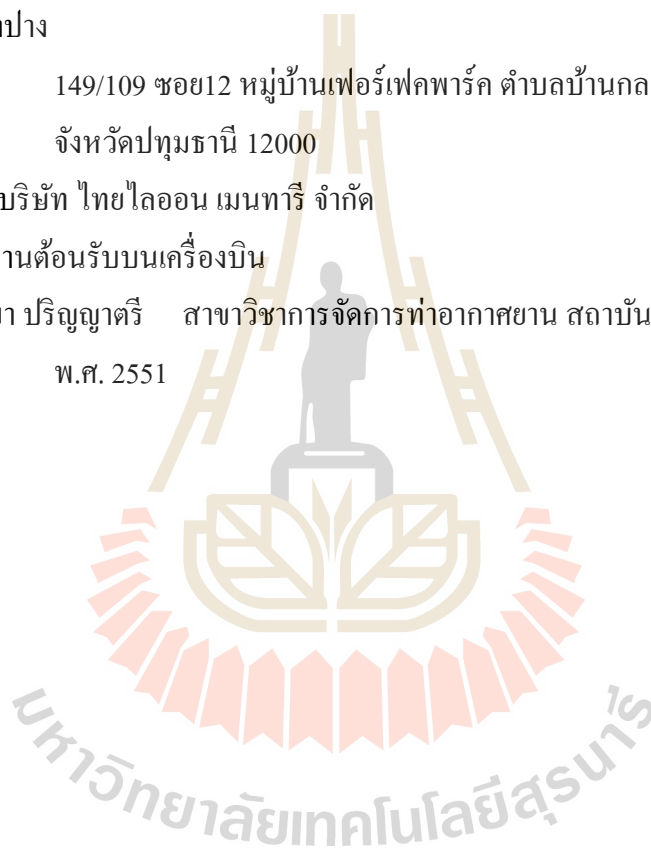 ปาง
149/109 ซอย12 หมู่บ้านเฟอร์เฟคพาร์ค ตำบลบ้านกล
จังหวัดปทุมธานี 12000
บริษัท ไทยไลออน เมนทารี จำกัด
านต้อนรับบนเครื่องบิน
ปริญญาตรี สาขาวิชาการจัดการท่าอากาศยาน สถาบัน
พ.ศ. 2551
มหาวิทยาลัยเทคโนโลยีสุรนารี